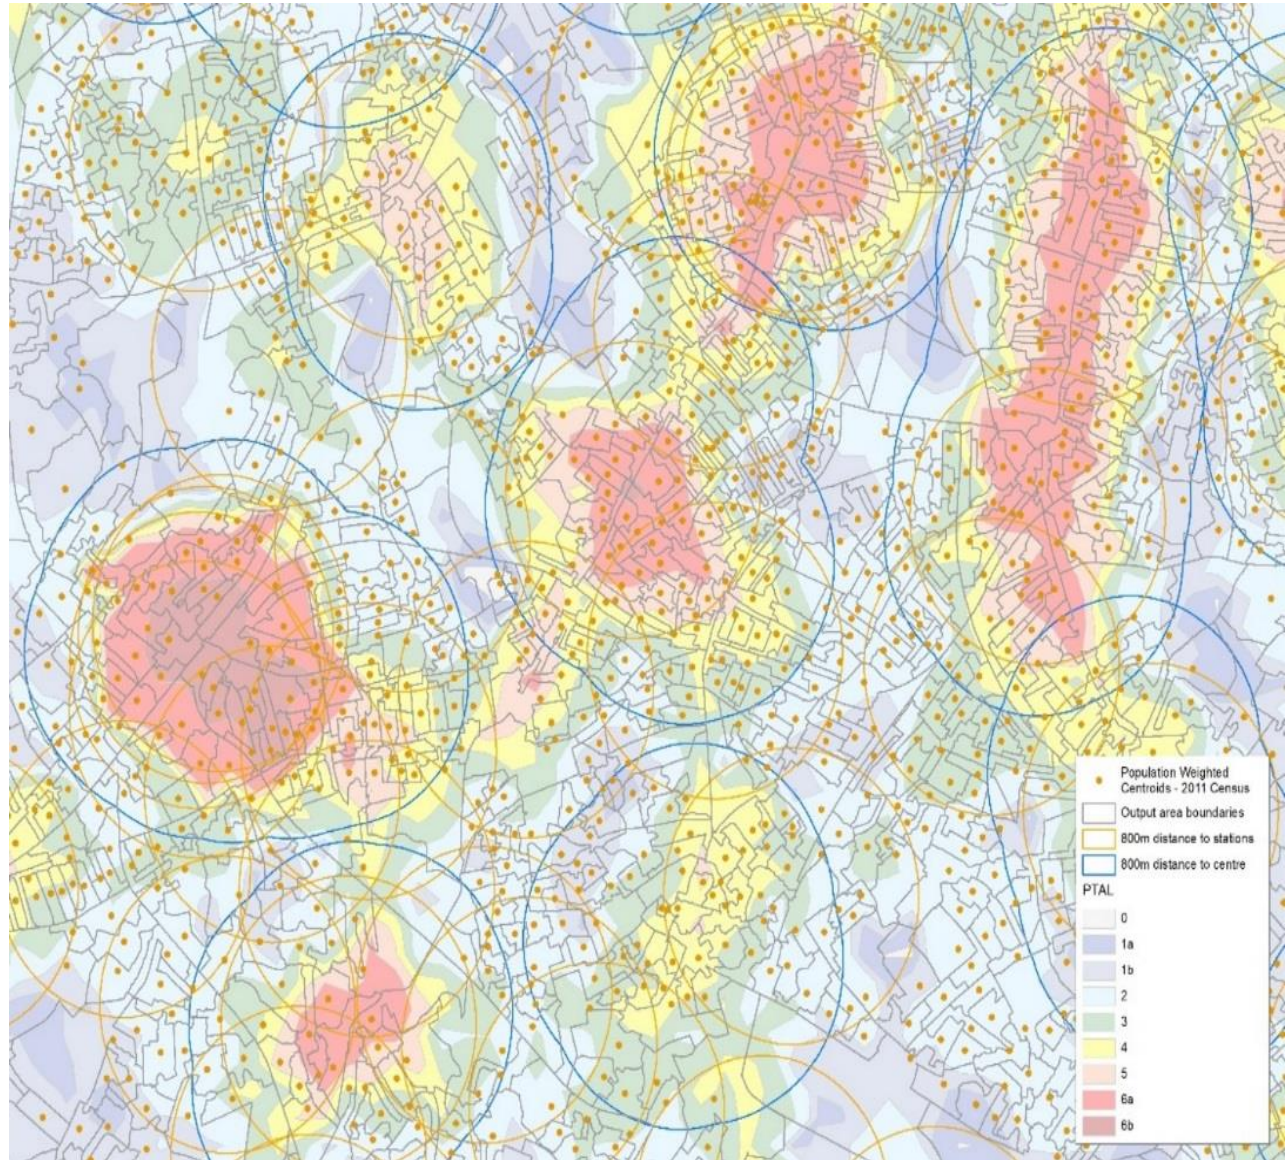 Population Weighted
Centroids - 2011 Census
Output area boundaries
800m distance to stations
800m distance to centre
PTAL
0
1a
1b
2
3
4
5
6a
6b